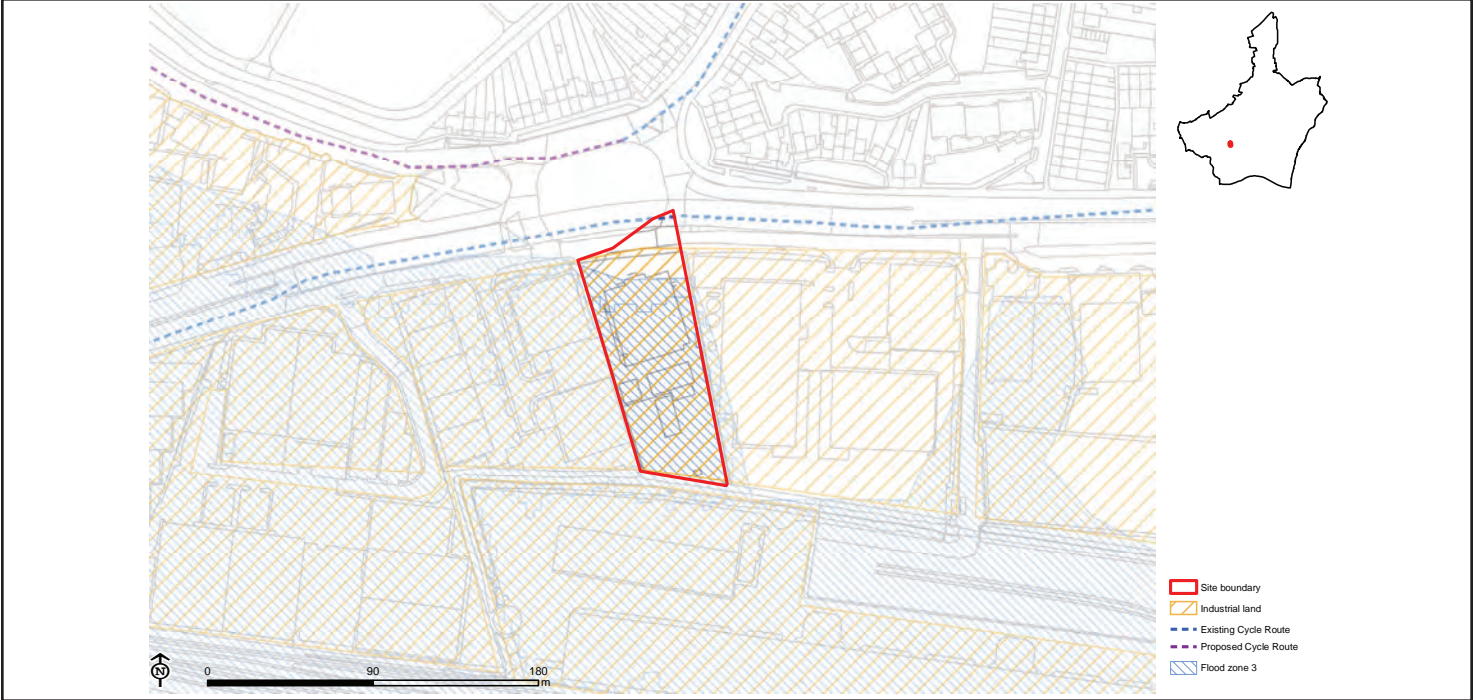 Site boundary
Industrial land
Existing Cycle Route
Proposed Cycle Route
Flood zone 3
N
0 90 180
m